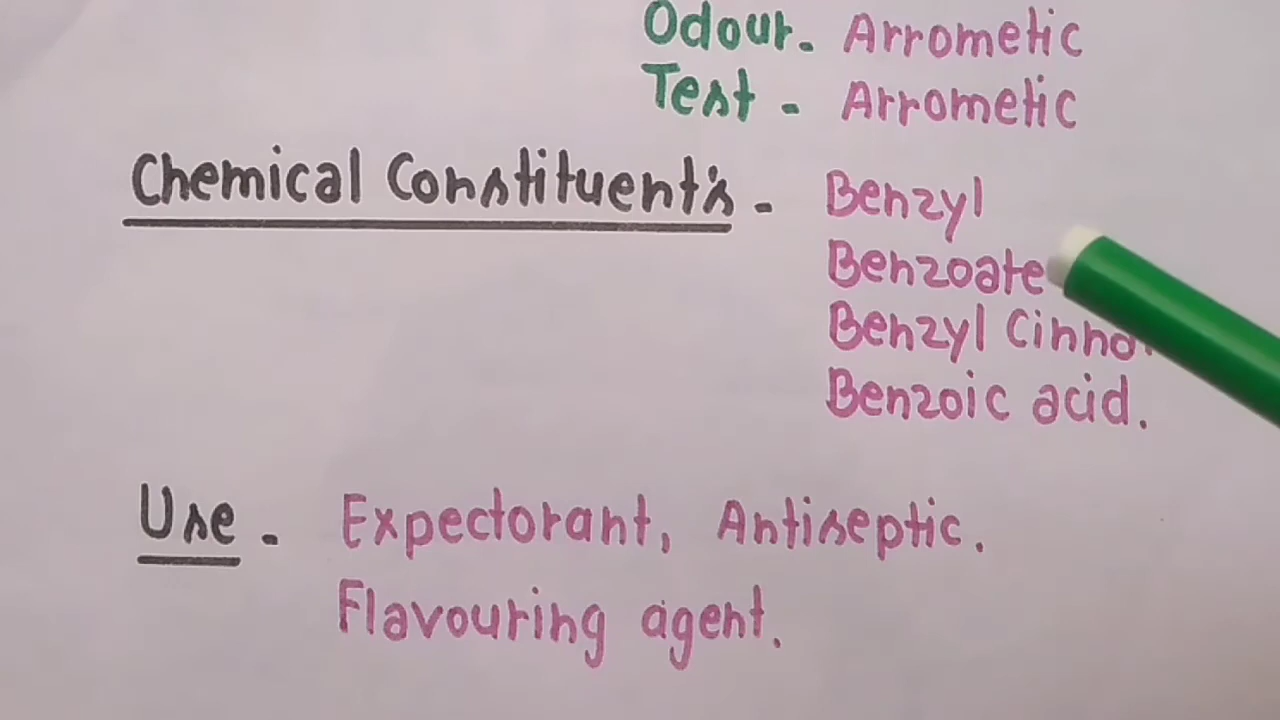 Odour. Arrometic
Test - Arrometic
Chemical Constituent's - Benzyl
Benzoate
Benzyl
Benzoic acid.
Use - Expectorant, Antiseptic.
Flavouring agent.